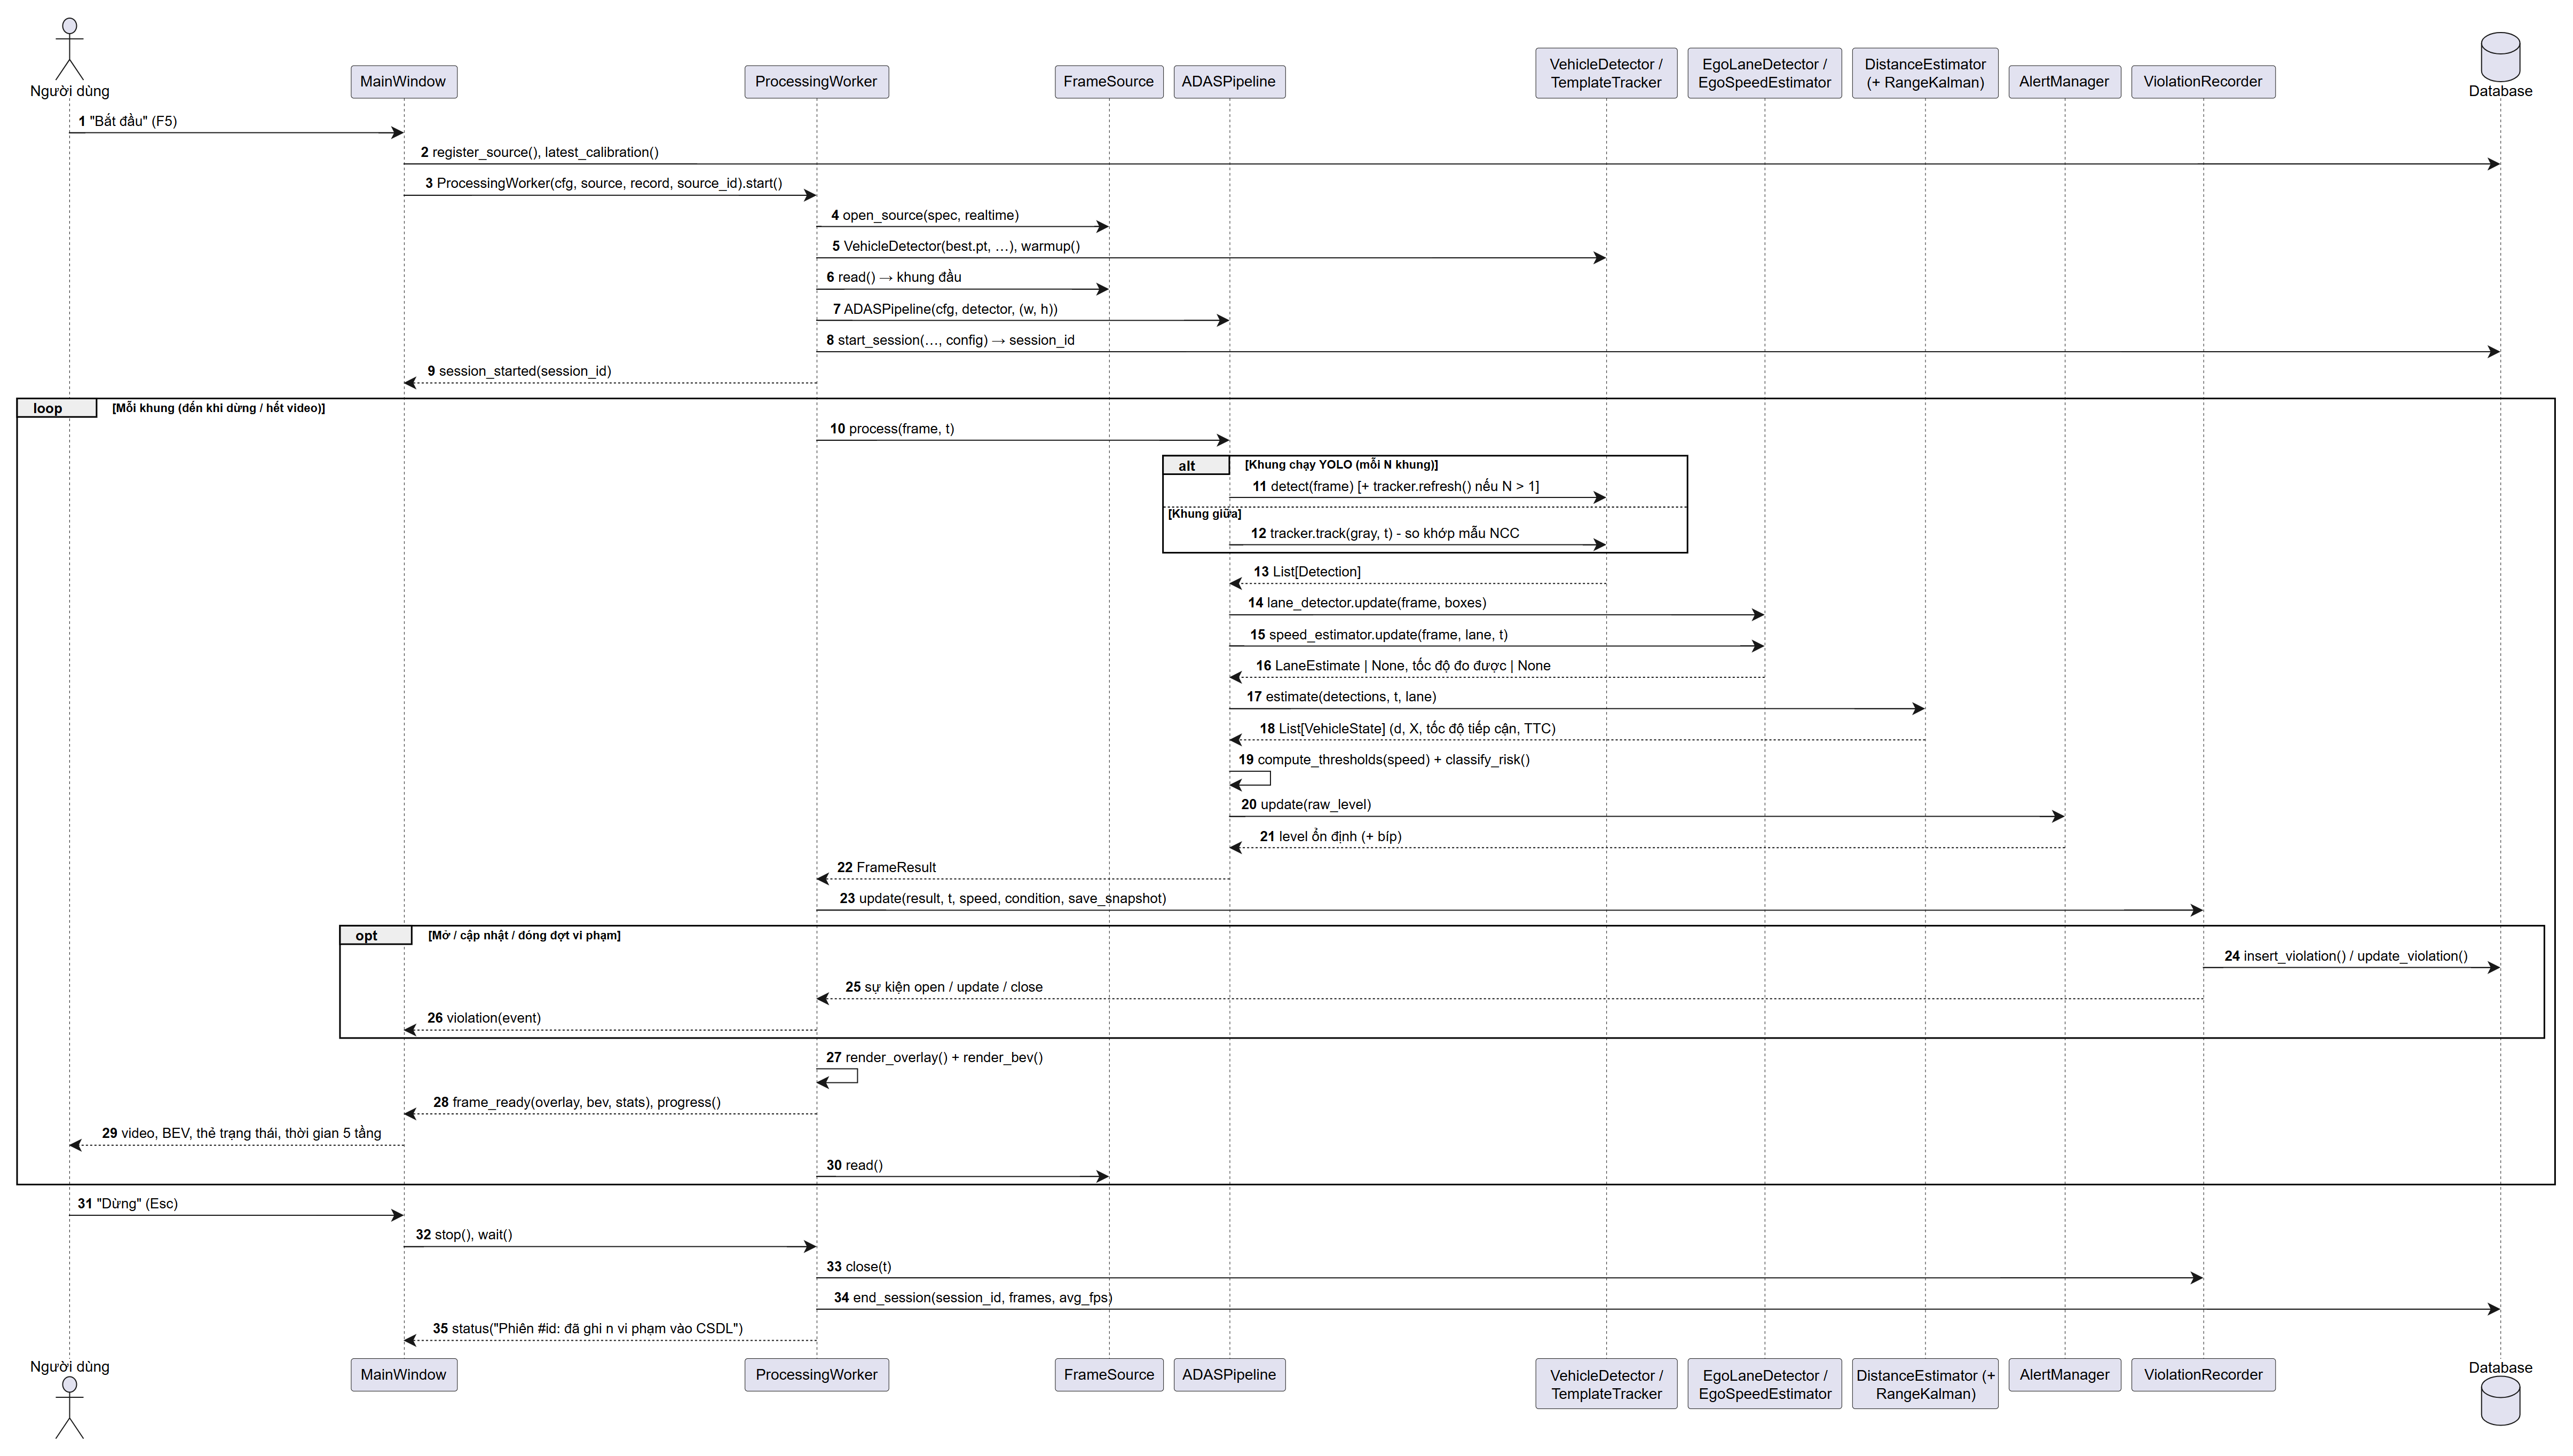 Người dùng
MainWindow
ProcessingWorker
FrameSource
ADASPipeline
VehicleDetector /
TemplateTracker
EgoLaneDetector /
EgoSpeedEstimator
DistanceEstimator
(+ RangeKalman)
AlertManager
ViolationRecorder
Database
1 "Bắt đầu" (F5)
2 register_source(), latest_calibration()
3 ProcessingWorker(cfg, source, record, source_id).start()
4 open_source(spec, realtime)
5 VehicleDetector(best.pt, …), warmup()
6 read() → khung đầu
7 ADASPipeline(cfg, detector, (w, h))
8 start_session(…, config) → session_id
9 session_started(session_id)
loop [Mỗi khung (đến khi dừng / hết video)]
10 process(frame, t)
alt [Khung chạy YOLO (mỗi N khung)]
11 detect(frame) [+ tracker.refresh() nếu N > 1]
[Khung giữa]
12 tracker.track(gray, t) - so khớp mẫu NCC
13 List[Detection]
14 lane_detector.update(frame, boxes)
15 speed_estimator.update(frame, lane, t)
16 LaneEstimate | None, tốc độ đo được | None
17 estimate(detections, t, lane)
18 List[VehicleState] (d, X, tốc độ tiếp cận, TTC)
19 compute_thresholds(speed) + classify_risk()
20 update(raw_level)
21 level ổn định (+ bíp)
22 FrameResult
23 update(result, t, speed, condition, save_snapshot)
opt [Mở / cập nhật / đóng đợt vi phạm]
24 insert_violation() / update_violation()
25 sự kiện open / update / close
26 violation(event)
27 render_overlay() + render_bev()
28 frame_ready(overlay, bev, stats), progress()
29 video, BEV, thẻ trạng thái, thời gian 5 tầng
30 read()
31 "Dừng" (Esc)
32 stop(), wait()
33 close(t)
34 end_session(session_id, frames, avg_fps)
35 status("Phiên #id: đã ghi n vi phạm vào CSDL")
Người dùng
MainWindow
ProcessingWorker
FrameSource
ADASPipeline
VehicleDetector /
TemplateTracker
EgoLaneDetector /
EgoSpeedEstimator
DistanceEstimator (+
RangeKalman)
AlertManager
ViolationRecorder
Database